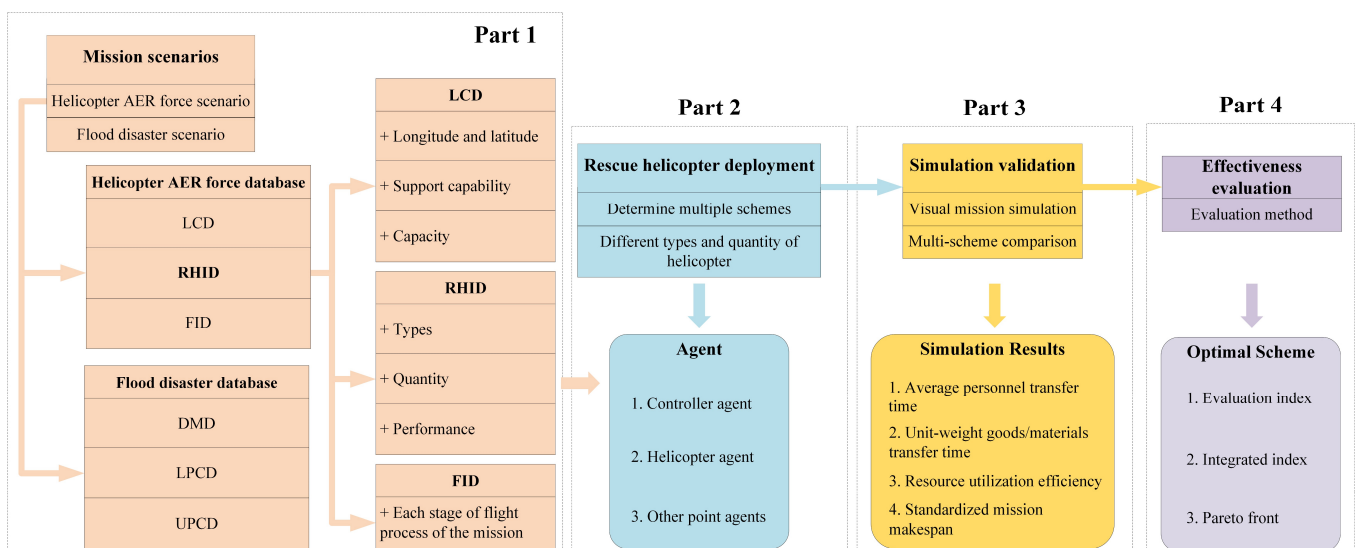 Part 1
Mission scenarios
Helicopter AER force scenario
Flood disaster scenario
Helicopter AER force database
LCD
RHID
FID
Flood disaster database
DMD
LPCD
UPCD
LCD
+ Longitude and latitude
+ Support capability
+ Capacity
RHID
+ Types
+ Quantity
+ Performance
FID
+ Each stage of flight
process of the mission
Part 2
Rescue helicopter deployment
Determine multiple schemes
Different types and quantity of
helicopter
Agent
1. Controller agent
2. Helicopter agent
3. Other point agents
Part 3
Simulation validation
Visual mission simulation
Multi-scheme comparison
Simulation Results
1. Average personnel transfer
time
2. Unit-weight goods/materials
transfer time
3. Resource utilization efficiency
4. Standardized mission
makespan
Part 4
Effectiveness
evaluation
Evaluation method
Optimal Scheme
1. Evaluation index
2. Integrated index
3. Pareto front